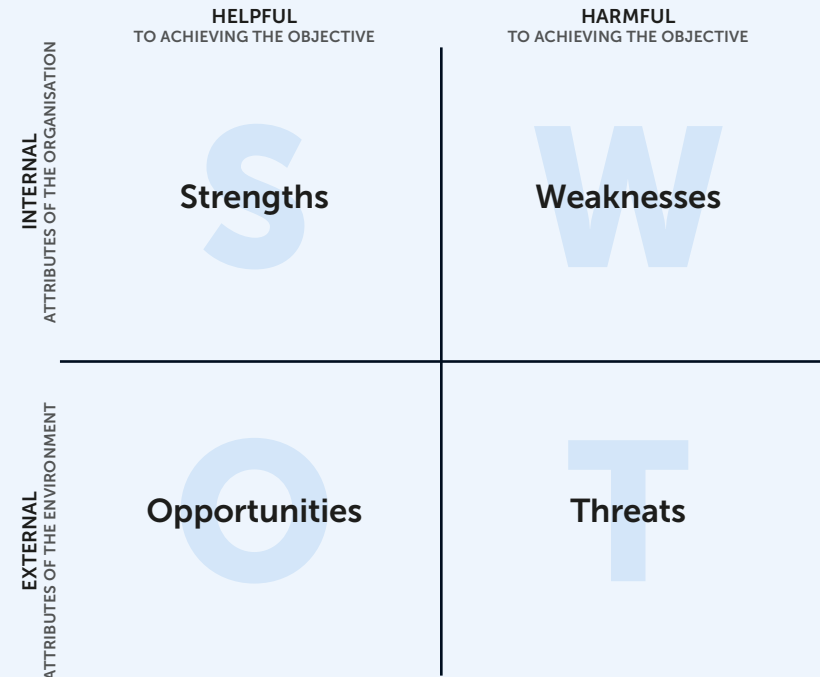 HELPFUL
TO ACHIEVING THE OBJECTIVE
HARMFUL
TO ACHIEVING THE OBJECTIVE
INTERNAL
ATTRIBUTES OF THE ORGANISATION
S
Strengths
W
Weaknesses
EXTERNAL
ATTRIBUTES OF THE ENVIRONMENT
O
Opportunities
T
Threats